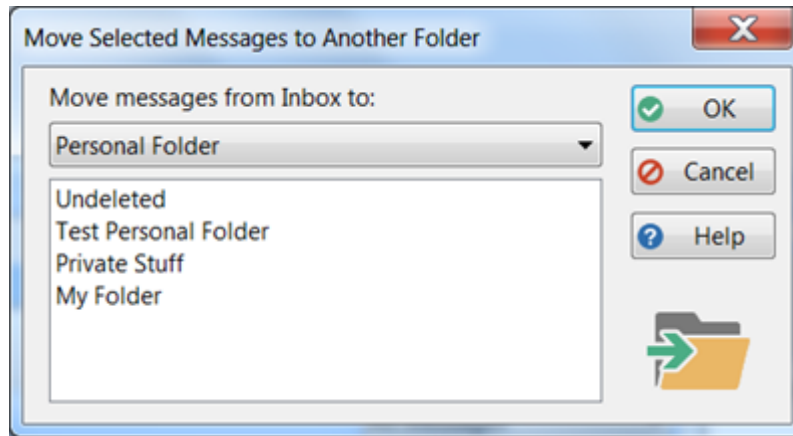 Move Selected Messages to Another Folder
Move messages from Inbox to:
Personal Folder
Undeleted
Test Personal Folder
Private Stuff
My Folder
OK
Cancel
Help